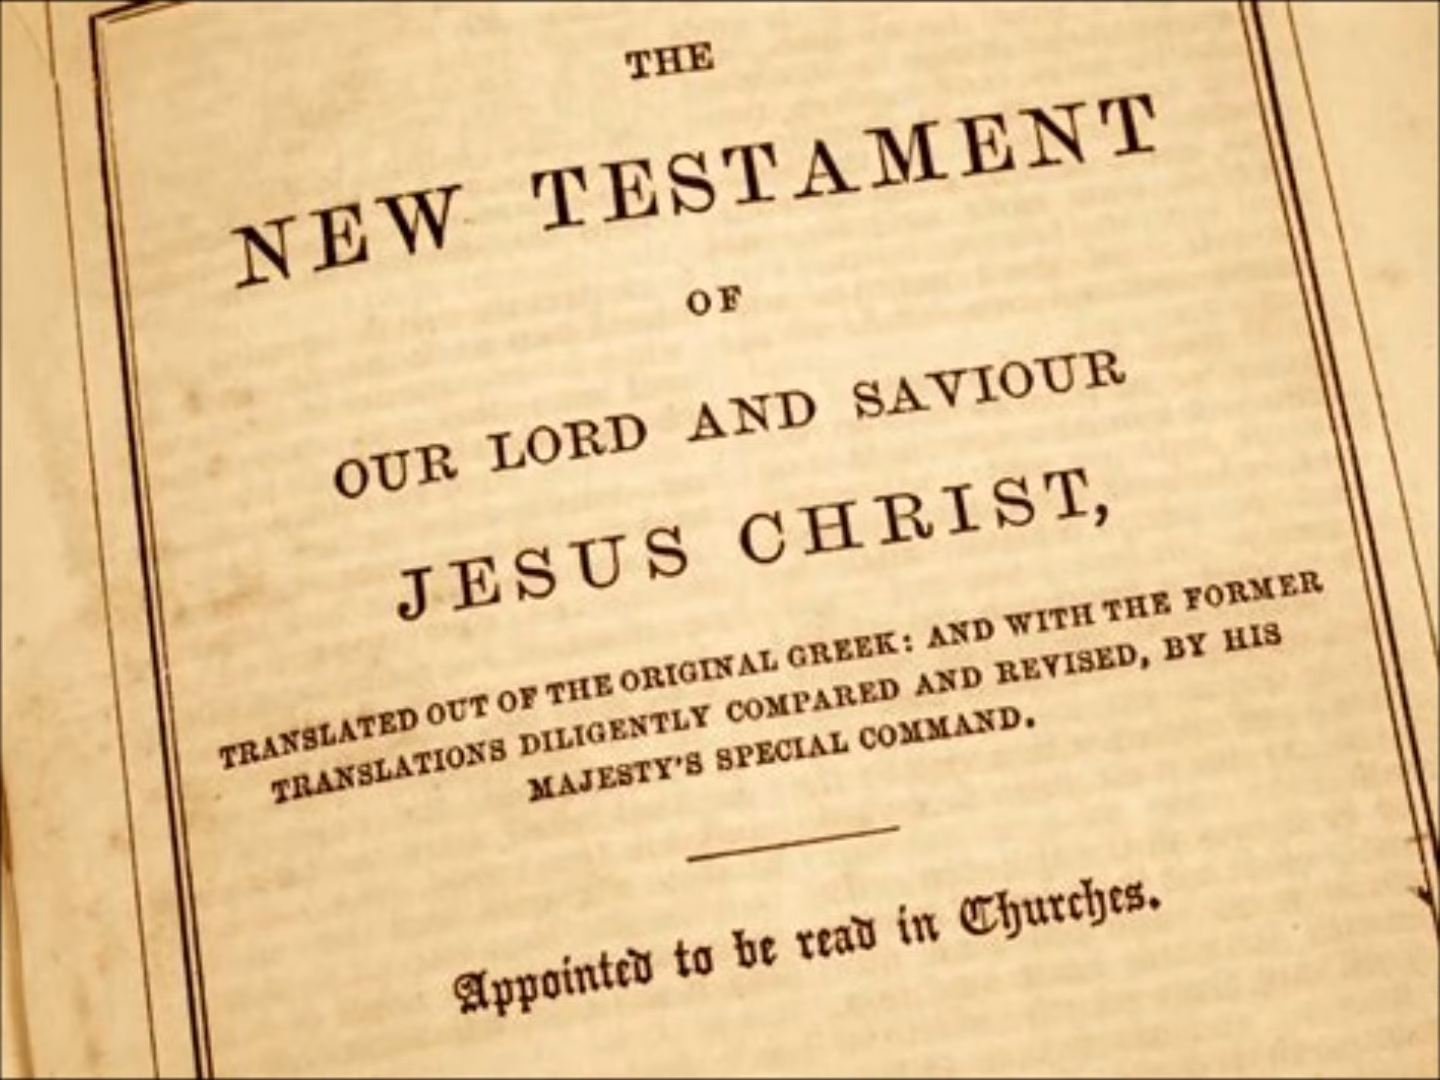 THE
NEW TESTAMENT
OF
OUR LORD AND SAVIOUR
JESUS CHRIST,
TRANSLATED OUT OF THE ORIGINAL GREEK: AND WITH THE FORMER
TRANSLATIONS DILIGENTLY COMPARED AND REVISED, BY HIS
MAJESTY'S SPECIAL COMMAND.
Appointed to be read in Churches.